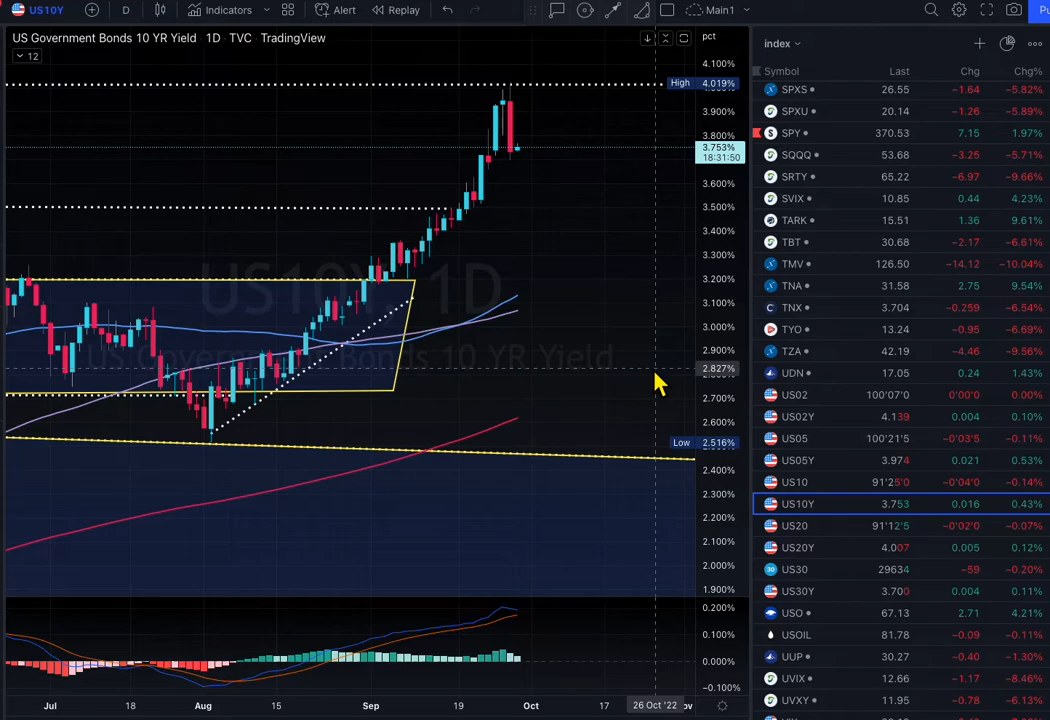 US10Y D Indicators Alert Replay Main1 Pu
US Government Bonds 10 YR Yield · 1D · TVC · TradingView
12
US10Y, 1D
US Government Bonds 10 YR Yield
pct
4.100%
High 4.019%
3.900%
3.800%
3.753%
18:31:50
3.600%
3.500%
3.400%
3.300%
3.200%
3.100%
3.000%
2.900%
2.827%
2.700%
2.600%
Low 2.516%
2.400%
2.300%
2.200%
2.100%
2.000%
1.900%
0.200%
0.100%
0.000%
−0.100%
Jul 18 Aug 15 Sep 19 Oct 17 26 Oct '22 ov
index
Symbol Last Chg Chg%
SPXS 26.55 −1.64 −5.82%
SPXU 20.14 −1.26 −5.89%
SPY 370.53 7.15 1.97%
SQQQ 53.68 −3.25 −5.71%
SRTY 65.22 −6.97 −9.66%
SVIX 10.85 0.44 4.23%
TARK 15.51 1.36 9.61%
TBT 30.68 −2.17 −6.61%
TMV 126.50 −14.12 −10.04%
TNA 31.58 2.75 9.54%
TNX 3.704 −0.259 −6.54%
TYO 13.24 −0.95 −6.69%
TZA 42.19 −4.46 −9.56%
UDN 17.05 0.24 1.43%
US02 100'07'0 0'00'0 0.00%
US02Y 4.139 0.004 0.10%
US05 100'21'5 −0'03'5 −0.11%
US05Y 3.974 0.021 0.53%
US10 91'25'0 −0'04'0 −0.14%
US10Y 3.753 0.016 0.43%
US20 91'12'5 −0'02'0 −0.07%
US20Y 4.007 0.005 0.12%
30 US30 29634 −59 −0.20%
US30Y 3.700 0.004 0.11%
USO 67.13 2.71 4.21%
USOIL 81.78 −0.09 −0.11%
UUP 30.27 −0.40 −1.30%
UVIX 12.66 −1.17 −8.46%
UVXY 11.95 −0.78 −6.13%